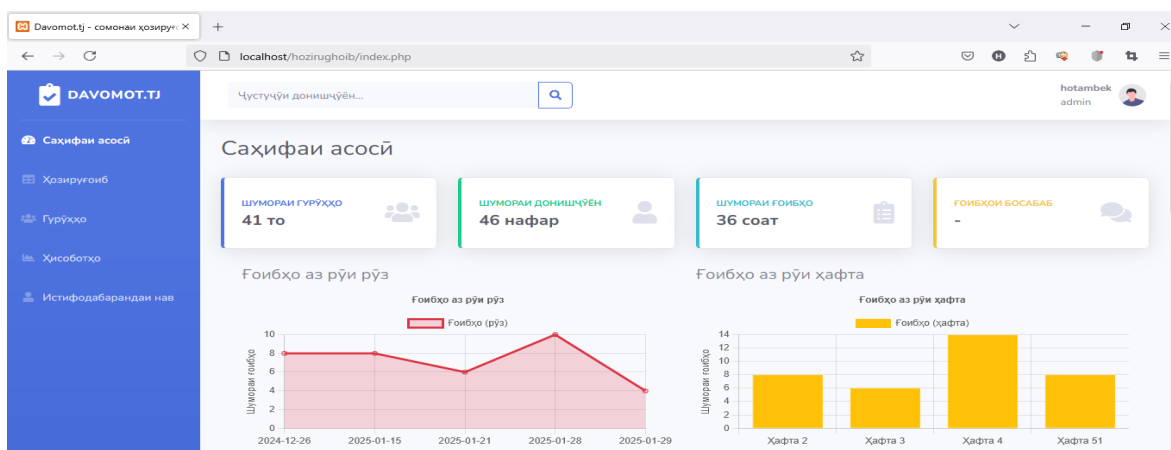 Davomot.tj - сомонаи ҳозируғ
localhost/hozirughoib/index.php
DAVOMOT.TJ
Ҷустуҷӯи донишҷӯён...
hotambek
admin
Саҳифаи асосӣ
Ҳозируғоиб
Гурӯҳҳо
Ҳисоботҳо
Истифодабарандаи нав
Саҳифаи асосӣ
ШУМОРАИ ГУРӮҲҲО
41 то
ШУМОРАИ ДОНИШҶӮЁН
46 нафар
ШУМОРАИ ҒОИБҲО
36 соат
ҒОИБҲОИ БОСАБАБ
-
Ғоибҳо аз рӯи рӯз
Ғоибҳо аз рӯи рӯз
Ғоибҳо (рӯз)
Шумораи ғоибҳо
10
8
6
4
2
0
2024-12-26 2025-01-15 2025-01-21 2025-01-28 2025-01-29
Ғоибҳо аз рӯи ҳафта
Ғоибҳо аз рӯи ҳафта
Ғоибҳо (ҳафта)
Шумораи ғоибҳо
14
12
10
8
6
4
2
0
Ҳафта 2 Ҳафта 3 Ҳафта 4 Ҳафта 51